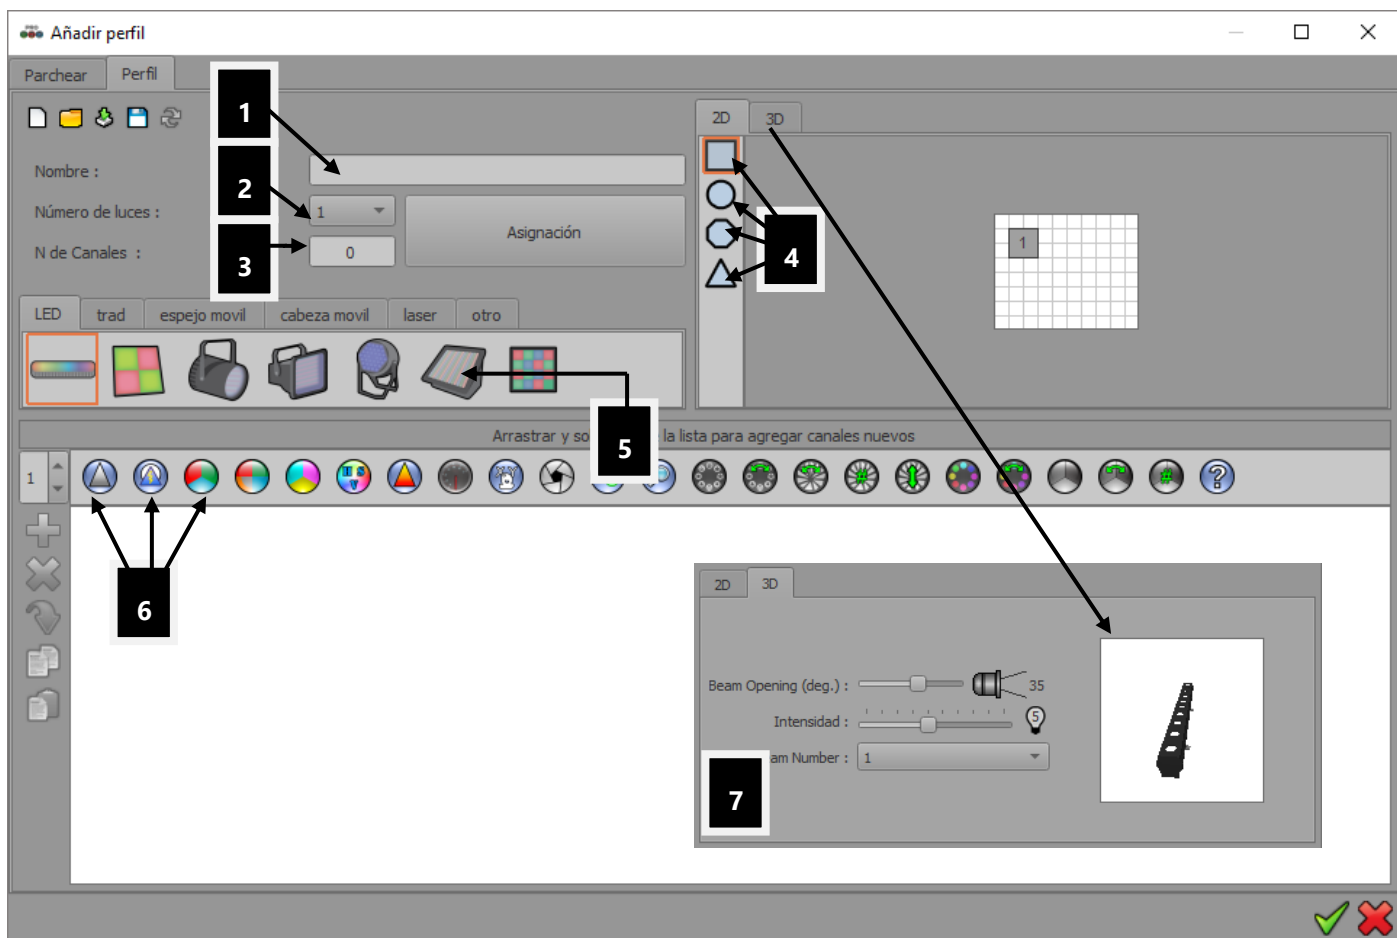 Añadir perfil
Parchear Perfil
1
2D 3D
Nombre :
2
Número de luces : 1
Asignación
1
4
N de Canales : 0
3
LED trad espejo movil cabeza movil laser otro
5
Arrastrar y so la lista para agregar canales nuevos
1
H S V
?
6
2D 3D
Beam Opening (deg.) : 35
Intensidad : 5
am Number : 1
7